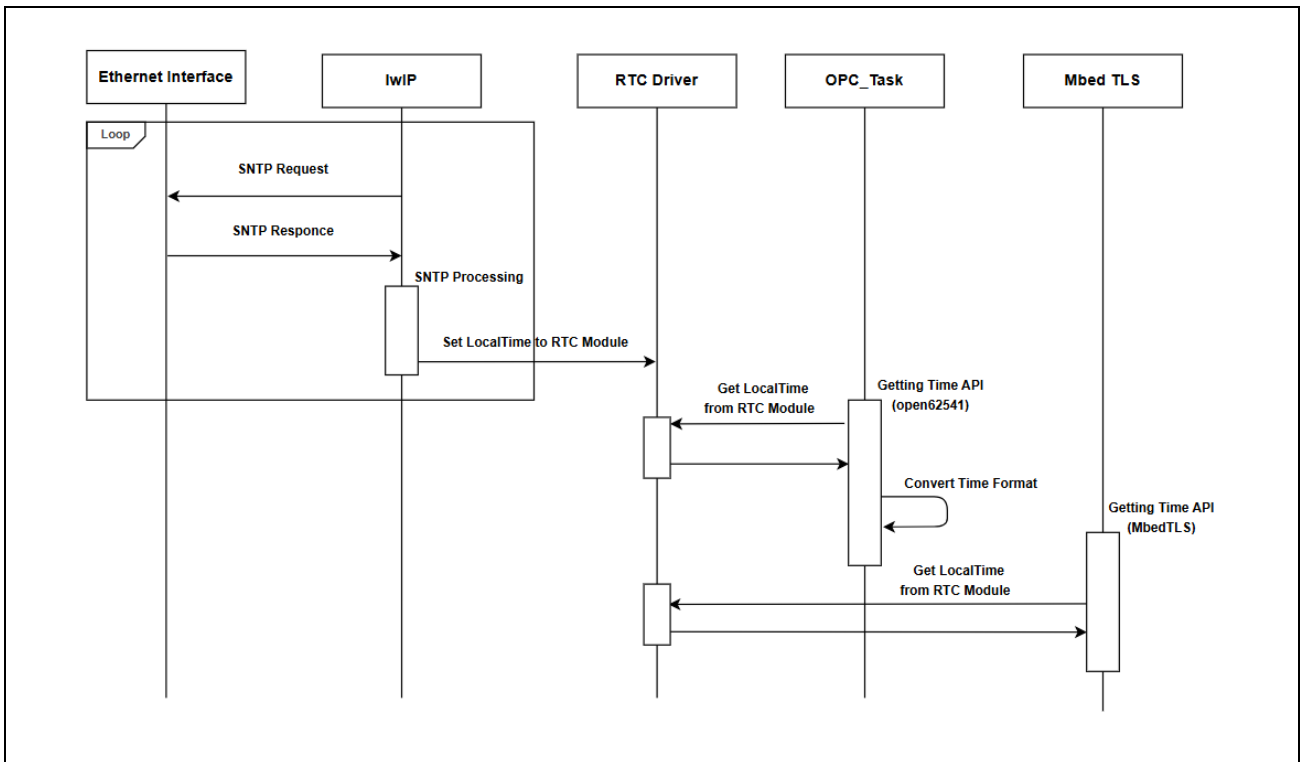 Ethernet Interface
lwIP
RTC Driver
OPC_Task
Mbed TLS
Loop
SNTP Request
SNTP Responce
SNTP Processing
Set LocalTime to RTC Module
Get LocalTime
from RTC Module
Getting Time API
(open62541)
Convert Time Format
Getting Time API
(MbedTLS)
Get LocalTime
from RTC Module